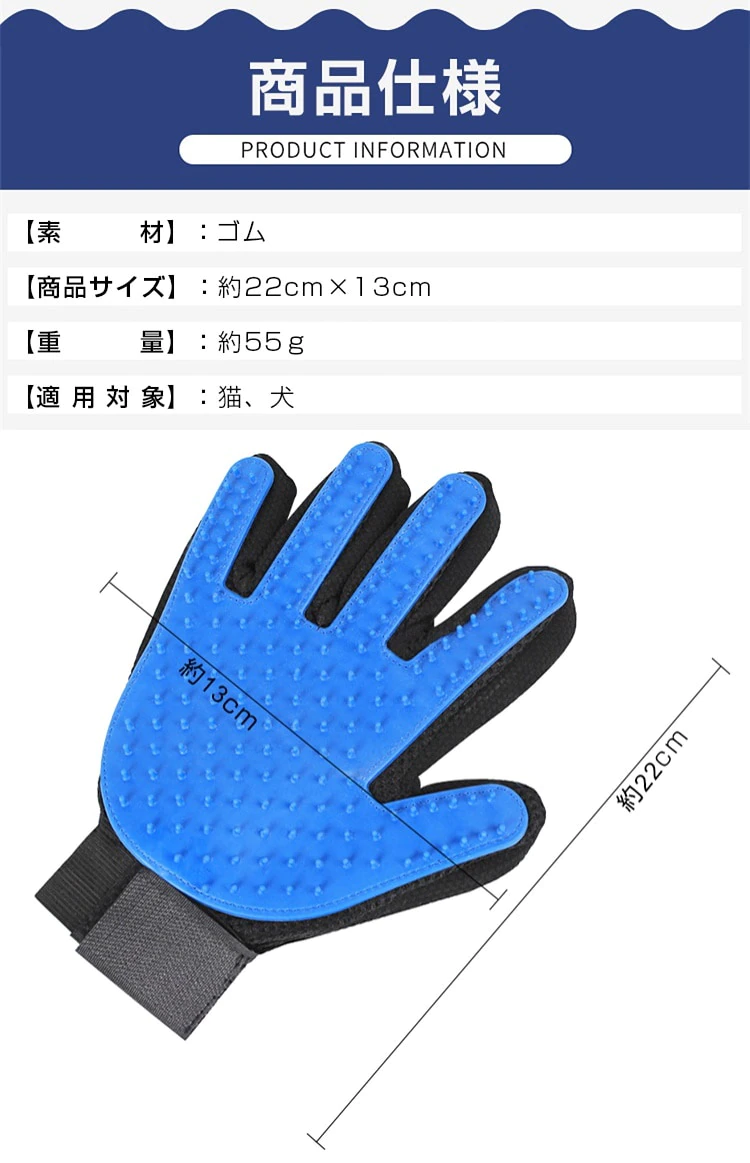 商品仕様
PRODUCT INFORMATION
【素　　材】：ゴム
【商品サイズ】：約22cm×13cm
【重　　量】：約55g
【適用対象】：猫、犬
約13cm
約22cm